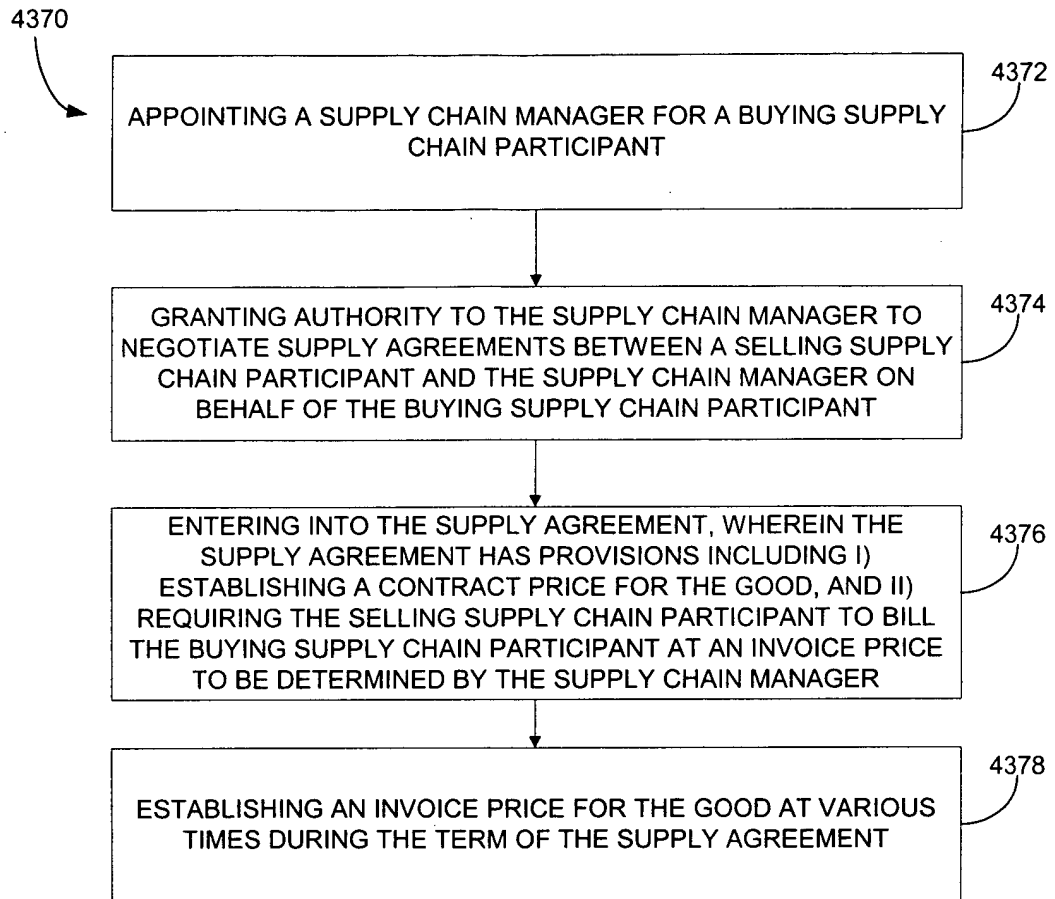 4370
4372
APPOINTING A SUPPLY CHAIN MANAGER FOR A BUYING SUPPLY
CHAIN PARTICIPANT
4374
GRANTING AUTHORITY TO THE SUPPLY CHAIN MANAGER TO
NEGOTIATE SUPPLY AGREEMENTS BETWEEN A SELLING SUPPLY
CHAIN PARTICIPANT AND THE SUPPLY CHAIN MANAGER ON
BEHALF OF THE BUYING SUPPLY CHAIN PARTICIPANT
4376
ENTERING INTO THE SUPPLY AGREEMENT, WHEREIN THE
SUPPLY AGREEMENT HAS PROVISIONS INCLUDING I)
ESTABLISHING A CONTRACT PRICE FOR THE GOOD, AND II)
REQUIRING THE SELLING SUPPLY CHAIN PARTICIPANT TO BILL
THE BUYING SUPPLY CHAIN PARTICIPANT AT AN INVOICE PRICE
TO BE DETERMINED BY THE SUPPLY CHAIN MANAGER
4378
ESTABLISHING AN INVOICE PRICE FOR THE GOOD AT VARIOUS
TIMES DURING THE TERM OF THE SUPPLY AGREEMENT